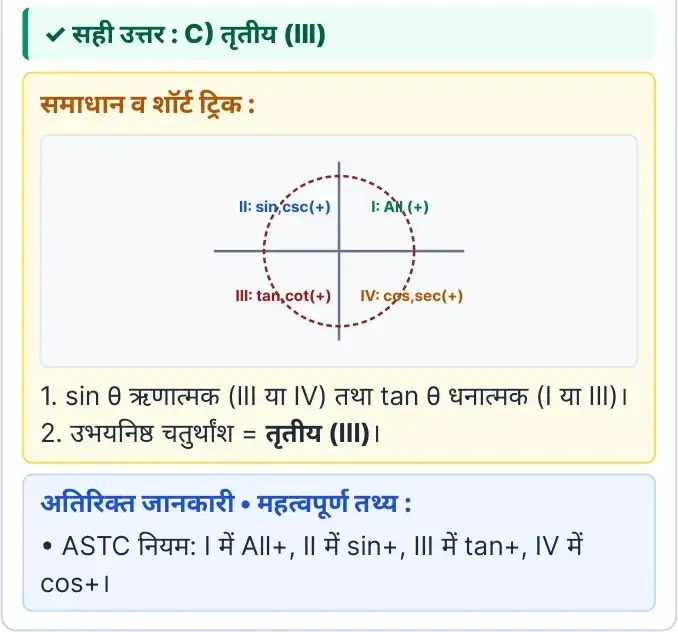 ✓ सही उत्तर : C) तृतीय (III)
समाधान व शॉर्ट ट्रिक :
II: sin,csc(+) I: All (+)
III: tan,cot(+) IV: cos,sec(+)
1. sin θ ऋणात्मक (III या IV) तथा tan θ धनात्मक (I या III)।
2. उभयनिष्ठ चतुर्थांश = तृतीय (III)।
अतिरिक्त जानकारी • महत्वपूर्ण तथ्य :
• ASTC नियम: I में All+, II में sin+, III में tan+, IV में
cos+।